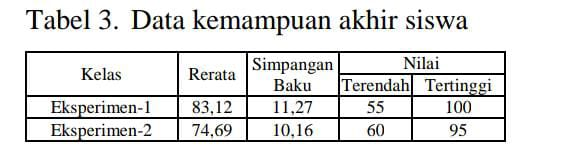 Tabel 3. Data kemampuan akhir siswa
Kelas Rerata Simpangan Baku Nilai
Terendah Tertinggi
Eksperimen-1 83,12 11,27 55 100
Eksperimen-2 74,69 10,16 60 95